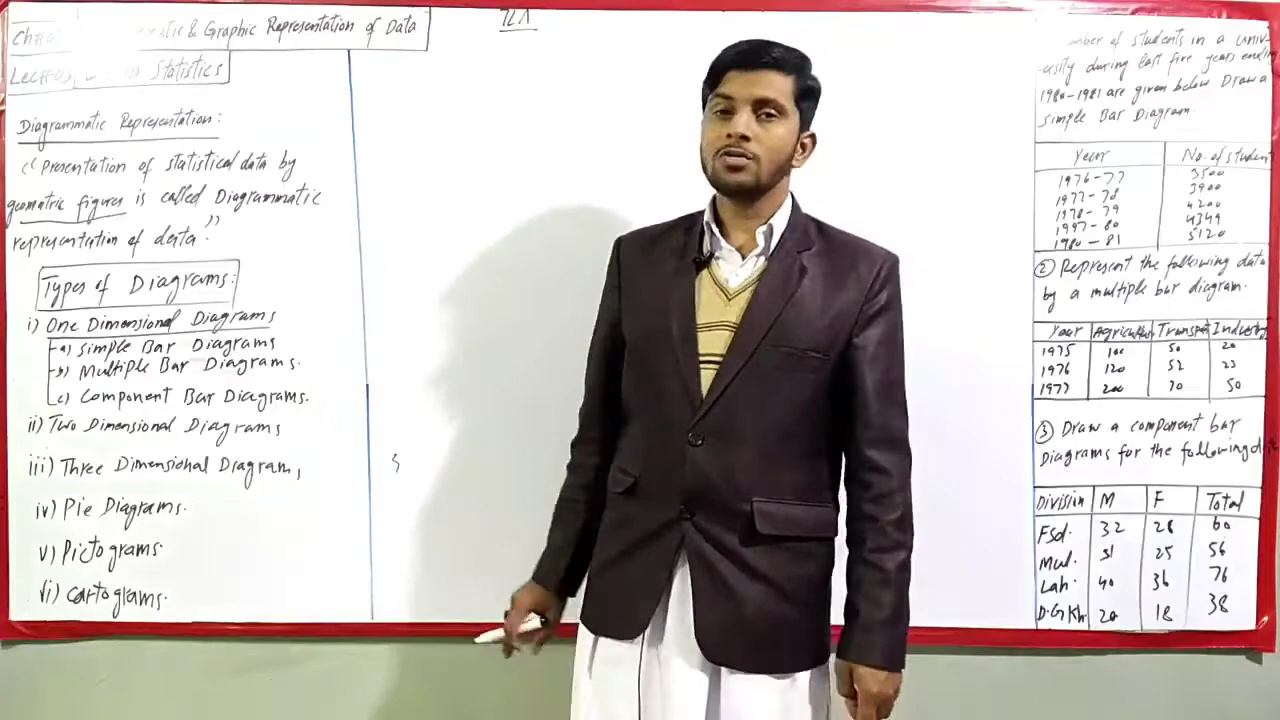 & Graphic Representation of Data
Statistics
Diagrammatic Representation:
"Presentation of statistical data by
geomatric figures is called Diagrammatic
representation of data."
Types of Diagrams:
i) One Dimensional Diagrams
a) Simple Bar Diagrams
b) Multiple Bar Diagrams.
c) Component Bar Diagrams.
ii) Two Dimensional Diagrams
iii) Three Dimensional Diagram,
iv) Pie Diagrams.
v) Pictograms.
vi) Cartograms.
of students in a univ-
ersity during last five years ending
1980-1981 are given below Draw a
Simple Bar Diagram.
Year No. of student
1976-77 3500
1977-78 3900
1978-79 4200
1997-80 4349
1980-81 5120
② Represent the following data
by a multiple bar diagram.
Year Transport Industry
1975 100 50 20
1976 120 52 23
1977 200 70 50
③ Draw a component bar
Diagrams for the following
Division M F Total
Fsd. 32 28 60
Mul. 31 25 56
Lah. 40 36 76
D.G Kh 20 18 38